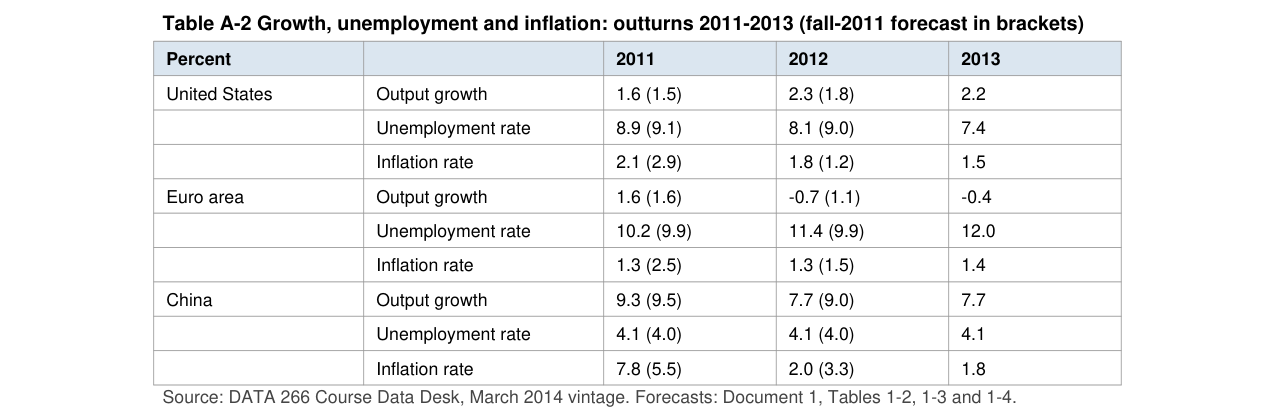 Table A-2 Growth, unemployment and inflation: outturns 2011-2013 (fall-2011 forecast in brackets)
Percent 2011 2012 2013
United States Output growth 1.6 (1.5) 2.3 (1.8) 2.2
Unemployment rate 8.9 (9.1) 8.1 (9.0) 7.4
Inflation rate 2.1 (2.9) 1.8 (1.2) 1.5
Euro area Output growth 1.6 (1.6) -0.7 (1.1) -0.4
Unemployment rate 10.2 (9.9) 11.4 (9.9) 12.0
Inflation rate 1.3 (2.5) 1.3 (1.5) 1.4
China Output growth 9.3 (9.5) 7.7 (9.0) 7.7
Unemployment rate 4.1 (4.0) 4.1 (4.0) 4.1
Inflation rate 7.8 (5.5) 2.0 (3.3) 1.8
Source: DATA 266 Course Data Desk, March 2014 vintage. Forecasts: Document 1, Tables 1-2, 1-3 and 1-4.